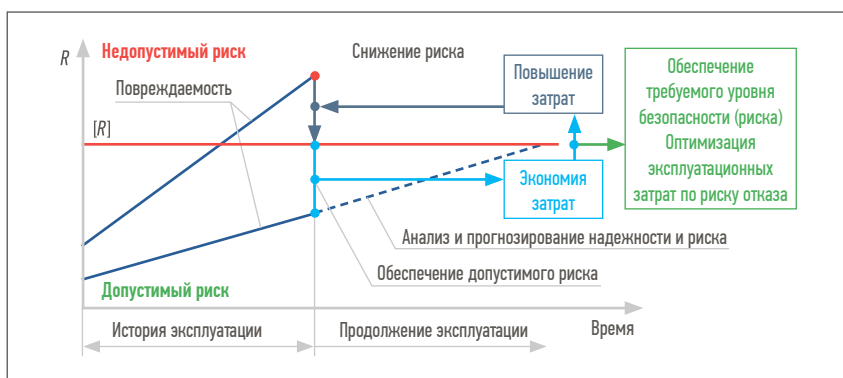 R
Недопустимый риск
Снижение риска
Повреждаемость
[R]
Повышение
затрат
Обеспечение
требуемого уровня
безопасности (риска)
Оптимизация
эксплуатационных
затрат по риску отказа
Экономия
затрат
Анализ и прогнозирование надежности и риска
Обеспечение допустимого риска
Допустимый риск
История эксплуатации
Продолжение эксплуатации
Время